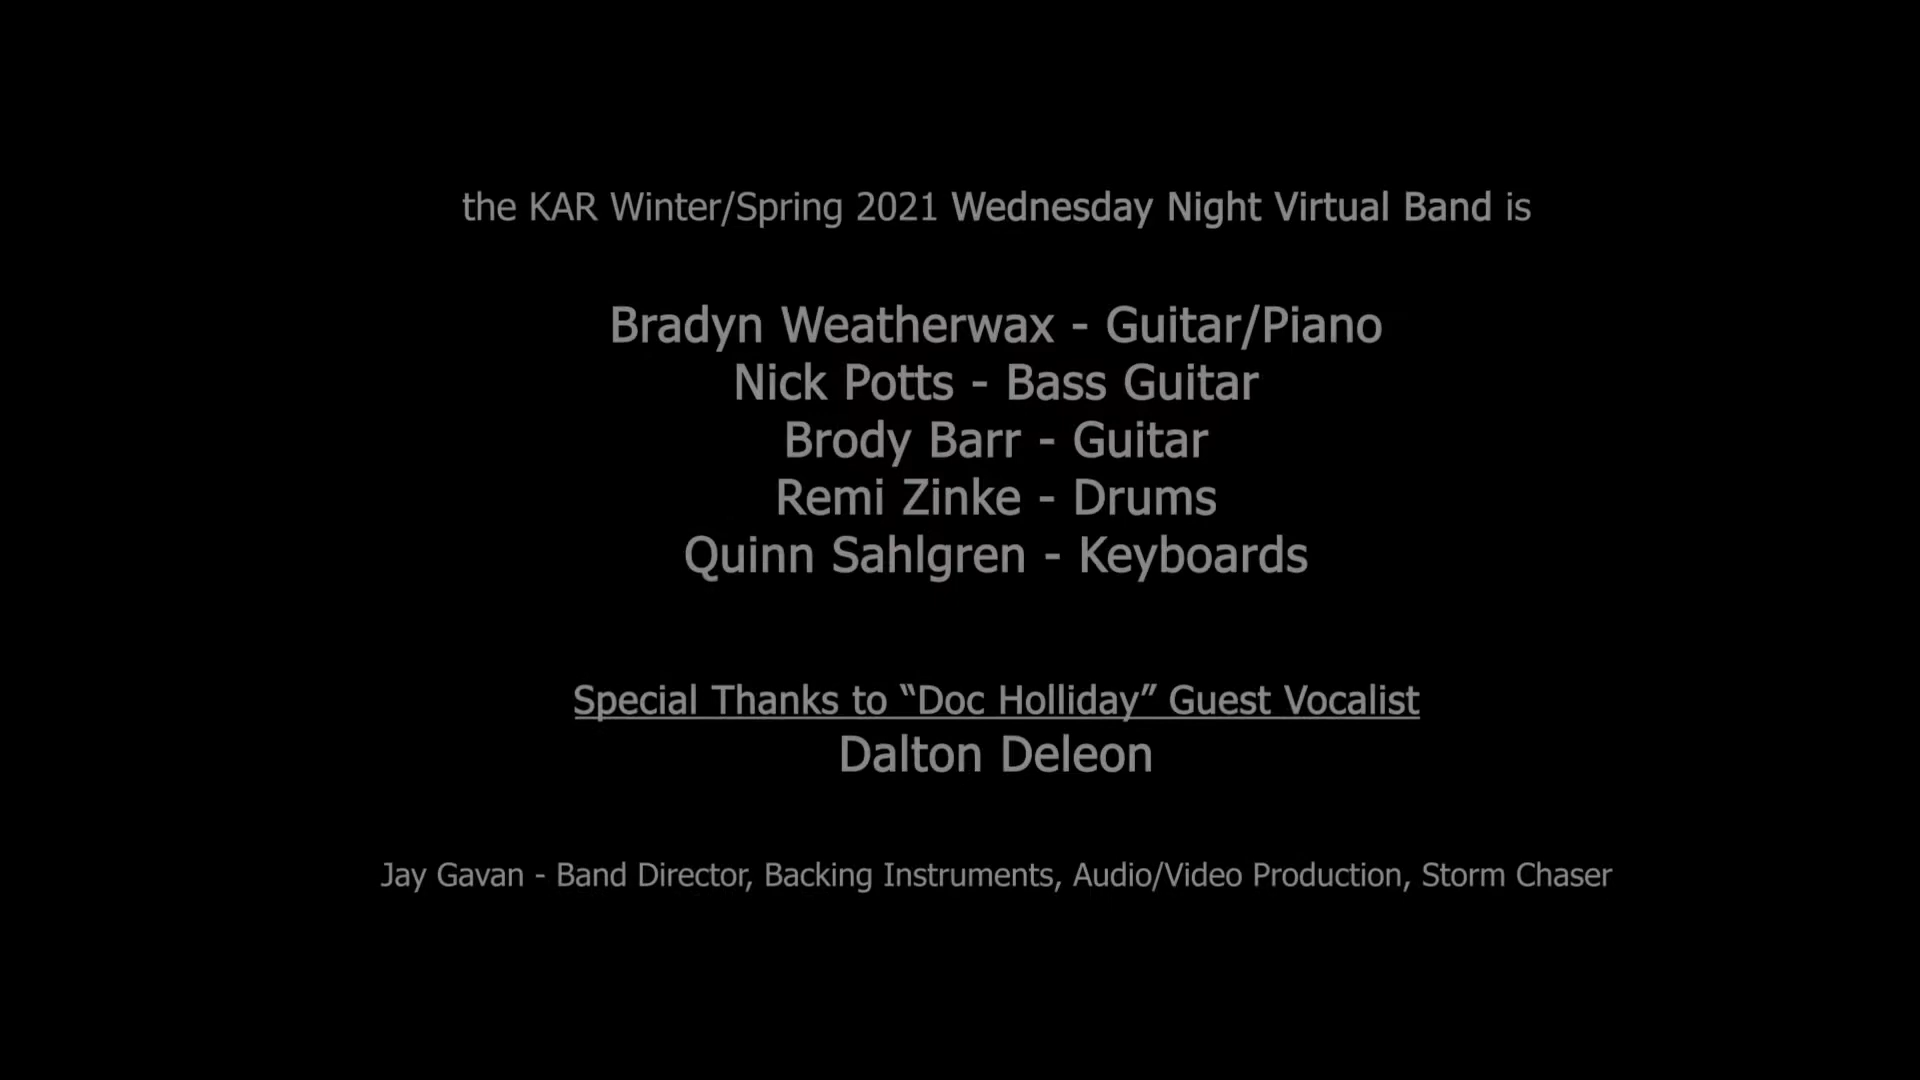 the KAR Winter/Spring 2021 Wednesday Night Virtual Band is
Bradyn Weatherwax - Guitar/Piano
Nick Potts - Bass Guitar
Brody Barr - Guitar
Remi Zinke - Drums
Quinn Sahlgren - Keyboards
Special Thanks to “Doc Holliday” Guest Vocalist
Dalton Deleon
Jay Gavan - Band Director, Backing Instruments, Audio/Video Production, Storm Chaser